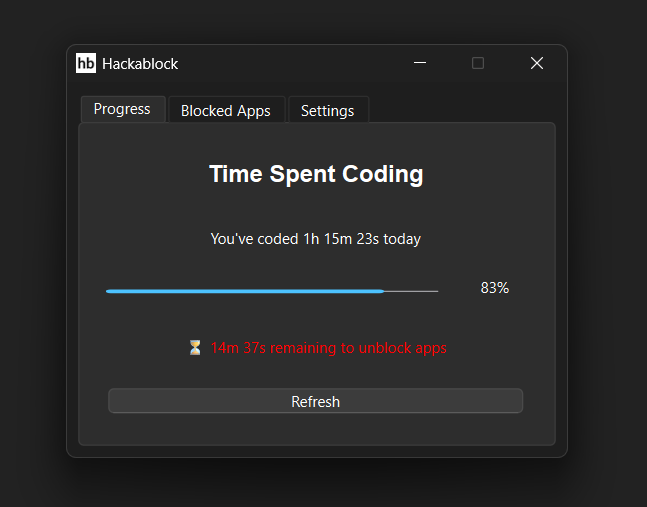 hb Hackablock
Progress Blocked Apps Settings
Time Spent Coding
You've coded 1h 15m 23s today
83%
⏳ 14m 37s remaining to unblock apps
Refresh